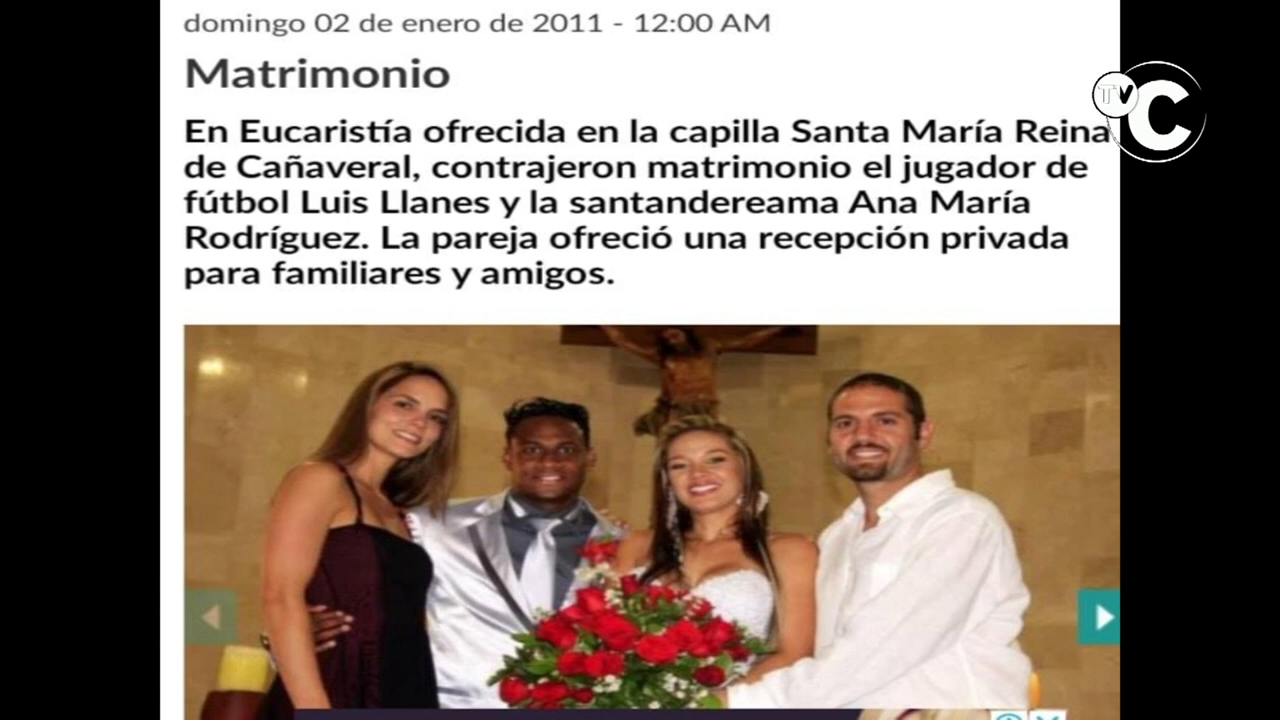 domingo 02 de enero de 2011 - 12:00 AM
TV C
Matrimonio
En Eucaristía ofrecida en la capilla Santa María Reina
de Cañaveral, contrajeron matrimonio el jugador de
fútbol Luis Llanes y la santandereama Ana María
Rodríguez. La pareja ofreció una recepción privada
para familiares y amigos.